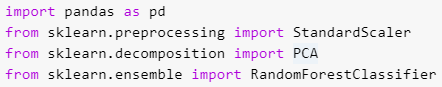 import pandas as pd
from sklearn.preprocessing import StandardScaler
from sklearn.decomposition import PCA
from sklearn.ensemble import RandomForestClassifier